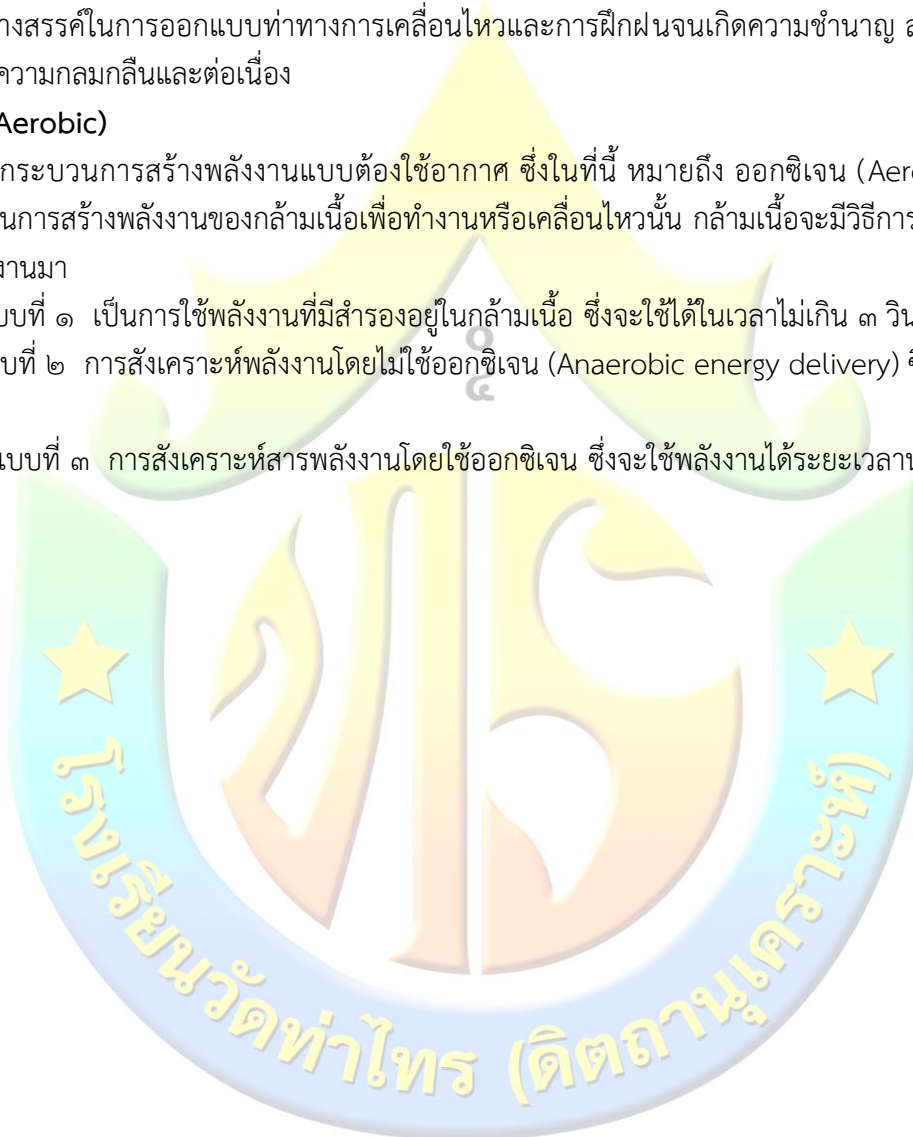 างสรรค์ในการออกแบบท่าทางการเคลื่อนไหวและการฝึกฝนจนเกิดความชำนาญ
ความกลมกลืนและต่อเนื่อง
Aerobic)
กระบวนการสร้างพลังงานแบบต้องใช้อากาศ ซึ่งในที่นี้ หมายถึง ออกซิเจน (Aero
นการสร้างพลังงานของกล้ามเนื้อเพื่อทำงานหรือเคลื่อนไหวนั้น กล้ามเนื้อจะมีวิธีการ
งานมา
บบที่ ๑ เป็นการใช้พลังงานที่มีสำรองอยู่ในกล้ามเนื้อ ซึ่งจะใช้ได้ในเวลาไม่เกิน ๓ วิน
บที่ ๒ การสังเคราะห์พลังงานโดยไม่ใช้ออกซิเจน (Anaerobic energy delivery)
แบบที่ ๓ การสังเคราะห์สารพลังงานโดยใช้ออกซิเจน ซึ่งจะใช้พลังงานได้ระยะเวลาน
ทร
โรงเรียนวัดท่าไทร (ดิตถานุเคราะห์)